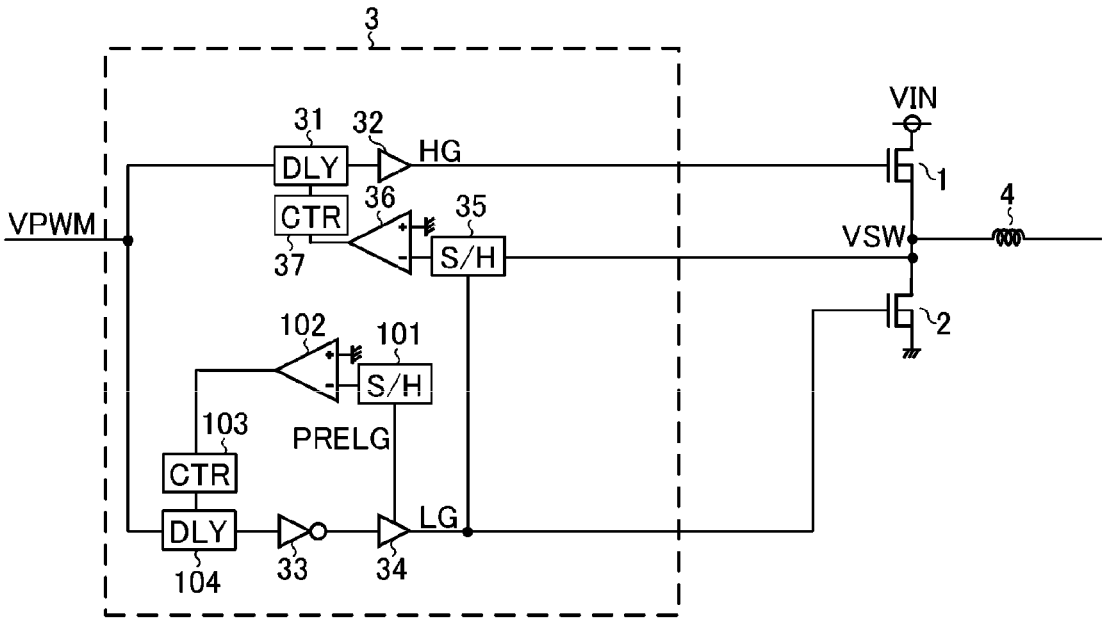 3
31
32
DLY
HG
VIN
1
36
35
CTR
+
-
S/H
37
VPWM
VSW
4
2
102
101
+
-
S/H
PRELG
103
CTR
DLY
104
33
34
LG